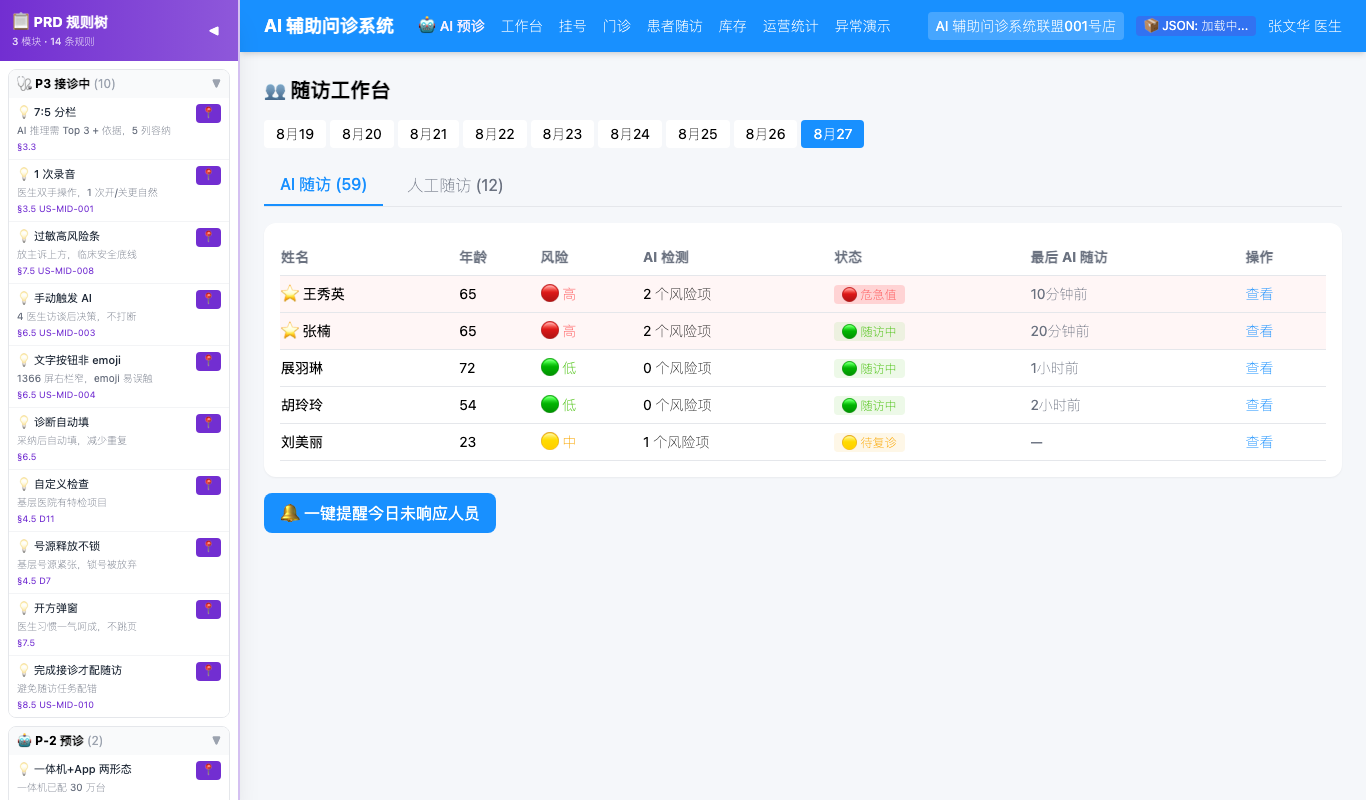 PRD 规则树
3 模块 · 14 条规则
◀
P3 接诊中 (10)
▼
7:5 分栏
AI 推理需 Top 3 + 依据，5 列容纳
§3.3
1 次录音
医生双手操作，1 次开/关更自然
§3.5 US-MID-001
过敏高风险条
放主诉上方，临床安全底线
§7.5 US-MID-008
手动触发 AI
4 医生访谈后决策，不打断
§6.5 US-MID-003
文字按钮非 emoji
1366 屏右栏窄，emoji 易误触
§6.5 US-MID-004
诊断自动填
采纳后自动填，减少重复
§6.5
自定义检查
基层医院有特检项目
§4.5 D11
号源释放不锁
基层号源紧张，锁号被放弃
§4.5 D7
开方弹窗
医生习惯一气呵成，不跳页
§7.5
完成接诊才配随访
避免随访任务配错
§8.5 US-MID-010
P-2 预诊 (2)
▼
一体机+App 两形态
一体机已配 30 万台
AI 辅助问诊系统
AI 预诊 工作台 挂号 门诊 患者随访 库存 运营统计 异常演示
AI 辅助问诊系统联盟001号店
JSON: 加载中...
张文华 医生
随访工作台
8月19 8月20 8月21 8月22 8月23 8月24 8月25 8月26 8月27
AI 随访 (59) 人工随访 (12)
姓名 年龄 风险 AI 检测 状态 最后 AI 随访 操作
王秀英 65 高 2 个风险项 危急值 10分钟前 查看
张楠 65 高 2 个风险项 随访中 20分钟前 查看
展羽琳 72 低 0 个风险项 随访中 1小时前 查看
胡玲玲 54 低 0 个风险项 随访中 2小时前 查看
刘美丽 23 中 1 个风险项 待复诊 — 查看
一键提醒今日未响应人员